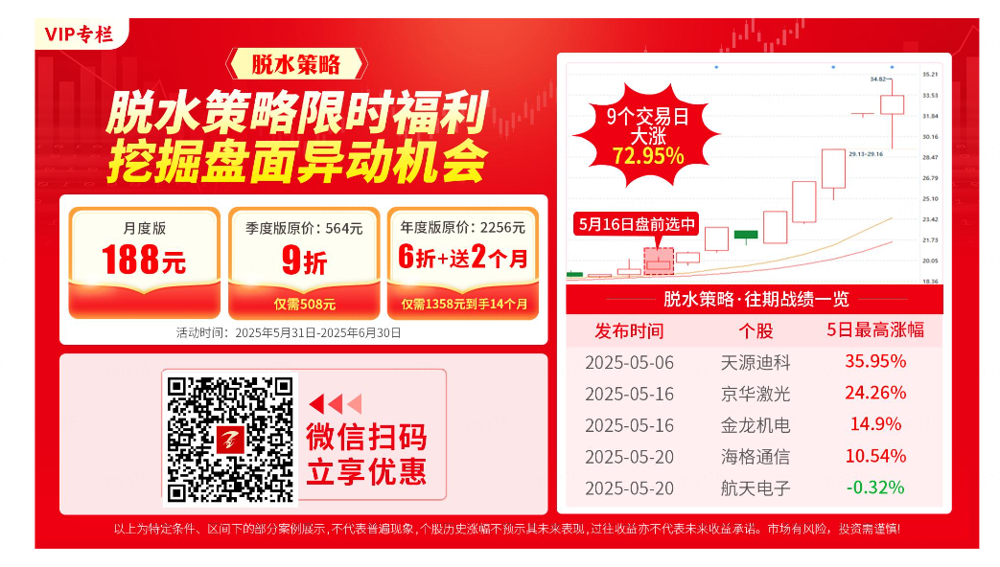 VIP专栏
脱水策略
脱水策略限时福利
挖掘盘面异动机会
月度版
188元
季度版原价：564元
9折
仅需508元
年度版原价：2256元
6折+送2个月
仅需1358元到手14个月
活动时间：2025年5月31日-2025年6月30日
微信扫码
立享优惠
9个交易日
大涨
72.95%
5月16日盘前选中
34.82
29.13-29.16
35.21
33.53
31.84
30.16
28.47
26.79
25.10
23.42
21.73
20.05
18.36
脱水策略·往期战绩一览
发布时间 个股 5日最高涨幅
2025-05-06 天源迪科 35.95%
2025-05-16 京华激光 24.26%
2025-05-16 金龙机电 14.9%
2025-05-20 海格通信 10.54%
2025-05-20 航天电子 -0.32%
以上为特定条件、区间下的部分案例展示,不代表普遍现象,个股历史涨幅不预示其未来表现,过往收益亦不代表未来收益承诺。市场有风险，投资需谨慎!